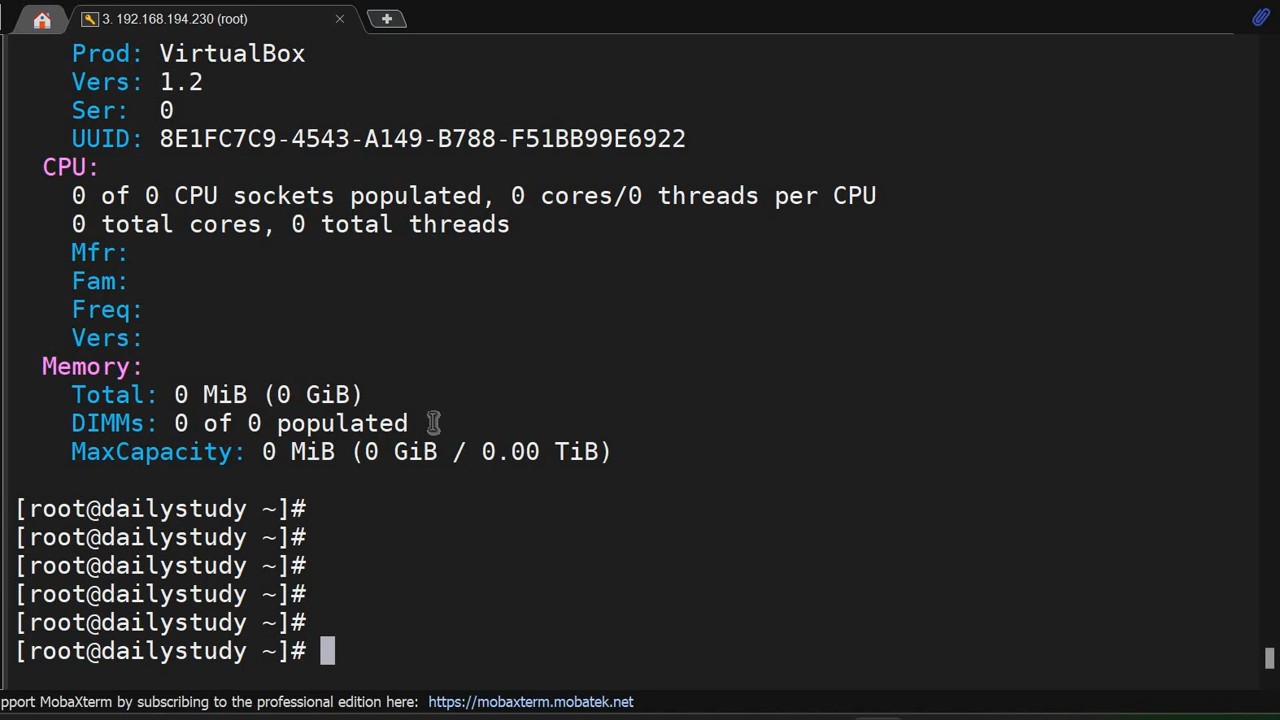 3. 192.168.194.230 (root)
Prod: VirtualBox
Vers: 1.2
Ser: 0
UUID: 8E1FC7C9-4543-A149-B788-F51BB99E6922
CPU:
0 of 0 CPU sockets populated, 0 cores/0 threads per CPU
0 total cores, 0 total threads
Mfr:
Fam:
Freq:
Vers:
Memory:
Total: 0 MiB (0 GiB)
DIMMs: 0 of 0 populated
MaxCapacity: 0 MiB (0 GiB / 0.00 TiB)
[root@dailystudy ~]#
[root@dailystudy ~]#
[root@dailystudy ~]#
[root@dailystudy ~]#
[root@dailystudy ~]#
[root@dailystudy ~]#
pport MobaXterm by subscribing to the professional edition here: https://mobaxterm.mobatek.net